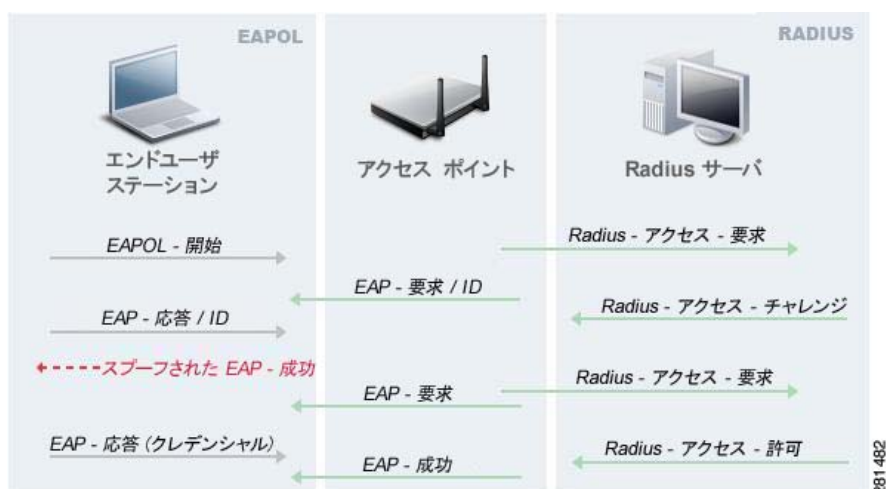 EAPOL
RADIUS
エンドユーザ
ステーション
アクセス ポイント
Radius サーバ
EAPOL - 開始
Radius - アクセス - 要求
EAP - 要求 / ID
Radius - アクセス - チャレンジ
EAP - 応答 / ID
スプーフされた EAP - 成功
Radius - アクセス - 要求
EAP - 要求
EAP - 応答 (クレデンシャル)
Radius - アクセス - 許可
EAP - 成功
281482